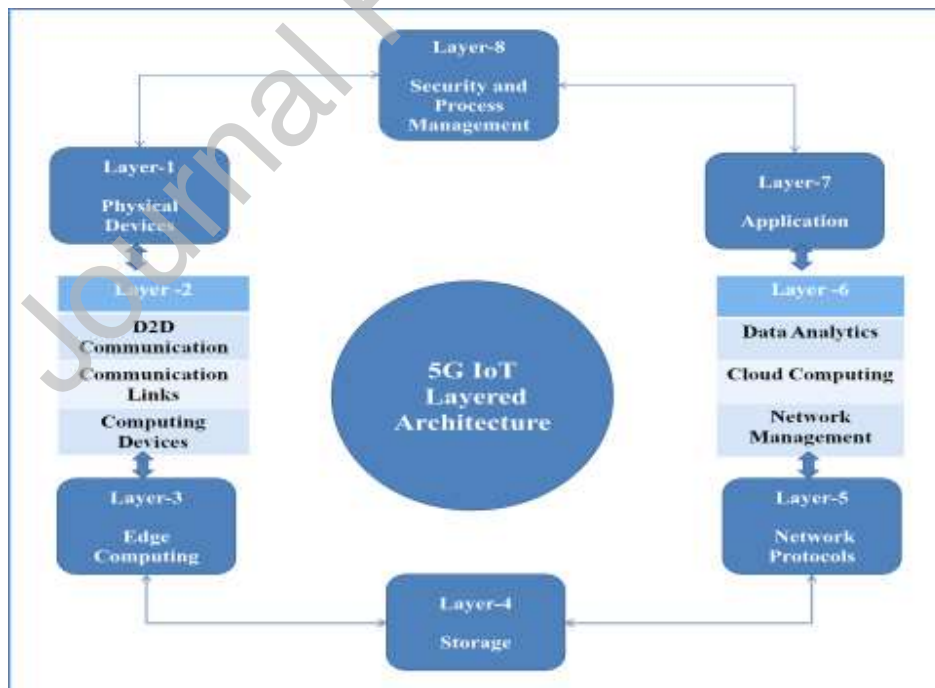 Journal P
Layer-8
Security and
Process
Management
Layer-1
Physical
Devices
Layer-7
Application
Layer -2
D2D
Communication
Communication
Links
Computing
Devices
5G IoT
Layered
Architecture
Layer -6
Data Analytics
Cloud Computing
Network
Management
Layer-3
Edge
Computing
Layer-5
Network
Protocols
Layer-4
Storage